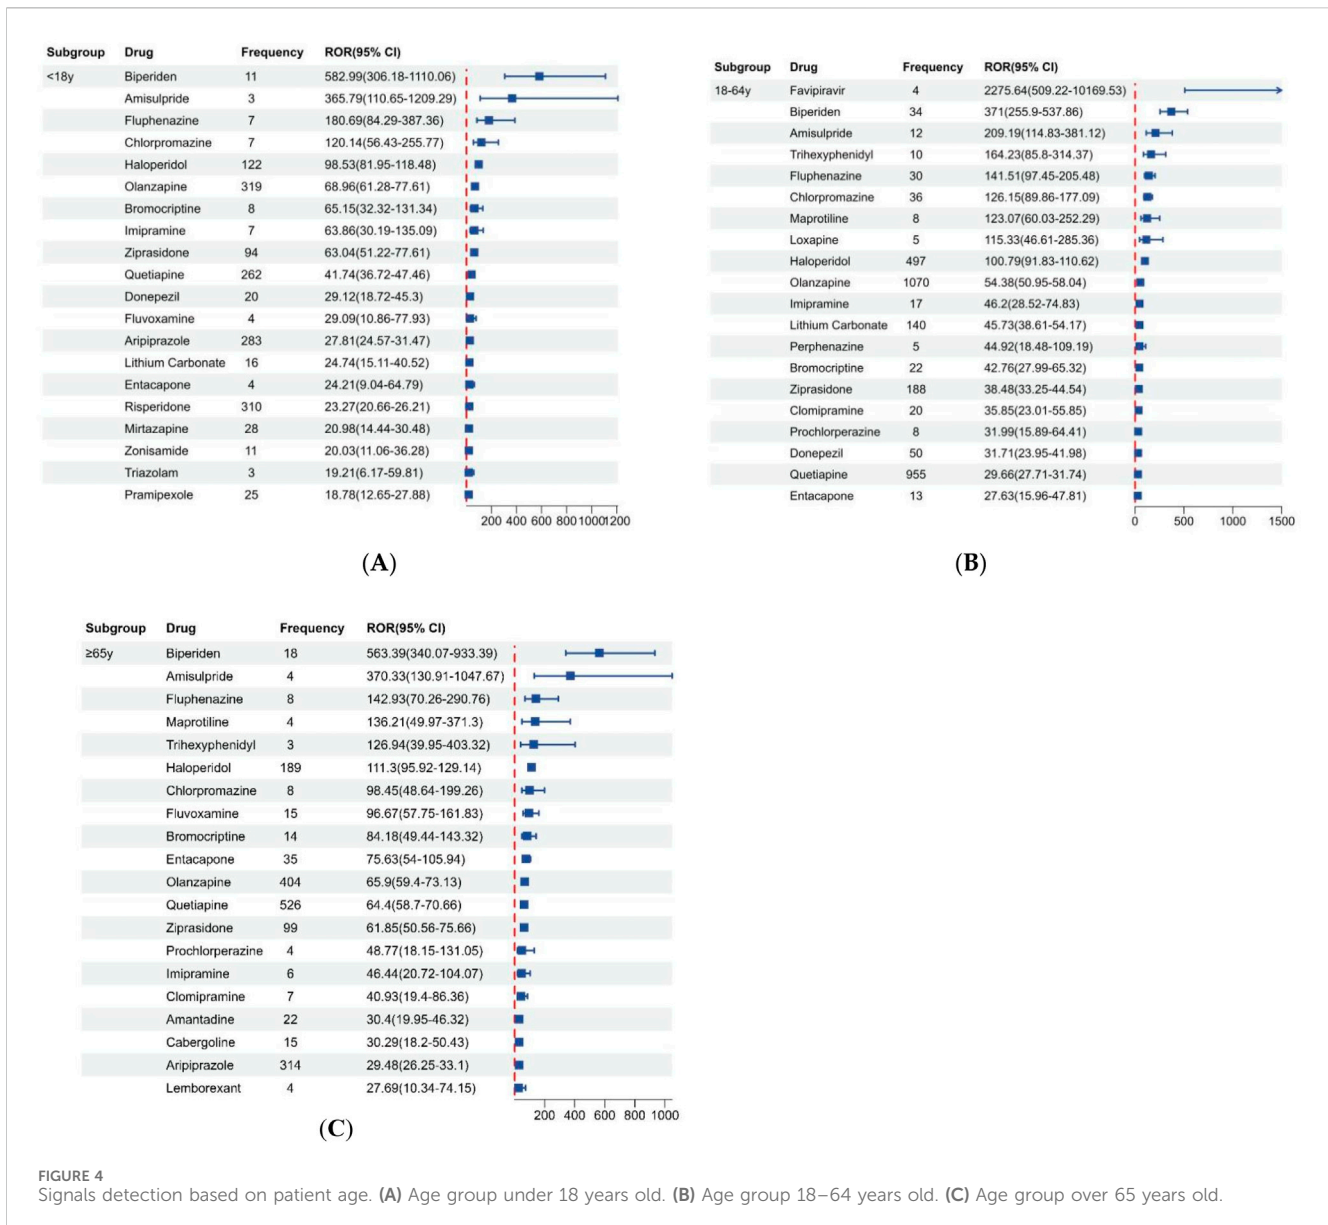 Subgroup Drug Frequency ROR(95% CI)
<18y Biperiden 11 582.99(306.18-1110.06)
Amisulpride 3 365.79(110.65-1209.29)
Fluphenazine 7 180.69(84.29-387.36)
Chlorpromazine 7 120.14(56.43-255.77)
Haloperidol 122 98.53(81.95-118.48)
Olanzapine 319 68.96(61.28-77.61)
Bromocriptine 8 65.15(32.32-131.34)
Imipramine 7 63.86(30.19-135.09)
Ziprasidone 94 63.04(51.22-77.61)
Quetiapine 262 41.74(36.72-47.46)
Donepezil 20 29.12(18.72-45.3)
Fluvoxamine 4 29.09(10.86-77.93)
Aripiprazole 283 27.81(24.57-31.47)
Lithium Carbonate 16 24.74(15.11-40.52)
Entacapone 4 24.21(9.04-64.79)
Risperidone 310 23.27(20.66-26.21)
Mirtazapine 28 20.98(14.44-30.48)
Zonisamide 11 20.03(11.06-36.28)
Triazolam 3 19.21(6.17-59.81)
Pramipexole 25 18.78(12.65-27.88)
200 400 600 800 1000 1200
(A)
Subgroup Drug Frequency ROR(95% CI)
18-64y Favipiravir 4 2275.64(509.22-10169.53)
Biperiden 34 371(255.9-537.86)
Amisulpride 12 209.19(114.83-381.12)
Trihexyphenidyl 10 164.23(85.8-314.37)
Fluphenazine 30 141.51(97.45-205.48)
Chlorpromazine 36 126.15(89.86-177.09)
Maprotiline 8 123.07(60.03-252.29)
Loxapine 5 115.33(46.61-285.36)
Haloperidol 497 100.79(91.83-110.62)
Olanzapine 1070 54.38(50.95-58.04)
Imipramine 17 46.2(28.52-74.83)
Lithium Carbonate 140 45.73(38.61-54.17)
Perphenazine 5 44.92(18.48-109.19)
Bromocriptine 22 42.76(27.99-65.32)
Ziprasidone 188 38.48(33.25-44.54)
Clomipramine 20 35.85(23.01-55.85)
Prochlorperazine 8 31.99(15.89-64.41)
Donepezil 50 31.71(23.95-41.98)
Quetiapine 955 29.66(27.71-31.74)
Entacapone 13 27.63(15.96-47.81)
0 500 1000 1500
(B)
Subgroup Drug Frequency ROR(95% CI)
≥65y Biperiden 18 563.39(340.07-933.39)
Amisulpride 4 370.33(130.91-1047.67)
Fluphenazine 8 142.93(70.26-290.76)
Maprotiline 4 136.21(49.97-371.3)
Trihexyphenidyl 3 126.94(39.95-403.32)
Haloperidol 189 111.3(95.92-129.14)
Chlorpromazine 8 98.45(48.64-199.26)
Fluvoxamine 15 96.67(57.75-161.83)
Bromocriptine 14 84.18(49.44-143.32)
Entacapone 35 75.63(54-105.94)
Olanzapine 404 65.9(59.4-73.13)
Quetiapine 526 64.4(58.7-70.66)
Ziprasidone 99 61.85(50.56-75.66)
Prochlorperazine 4 48.77(18.15-131.05)
Imipramine 6 46.44(20.72-104.07)
Clomipramine 7 40.93(19.4-86.36)
Amantadine 22 30.4(19.95-46.32)
Cabergoline 15 30.29(18.2-50.43)
Aripiprazole 314 29.48(26.25-33.1)
Lemborexant 4 27.69(10.34-74.15)
200 400 600 800 1000
(C)
FIGURE 4
Signals detection based on patient age. (A) Age group under 18 years old. (B) Age group 18–64 years old. (C) Age group over 65 years old.